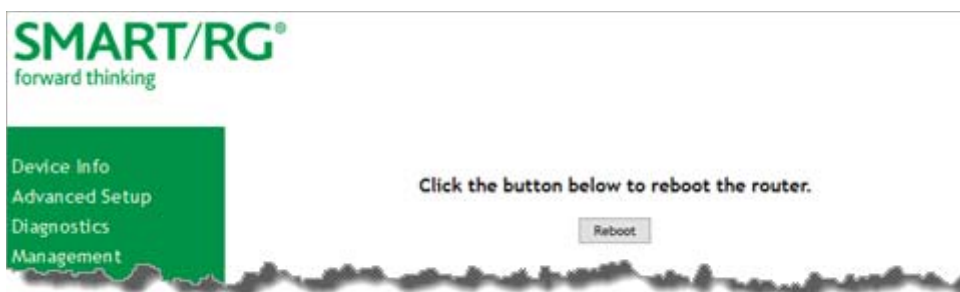 SMART/RG®
forward thinking
Device Info
Advanced Setup
Diagnostics
Management
Click the button below to reboot the router.
Reboot